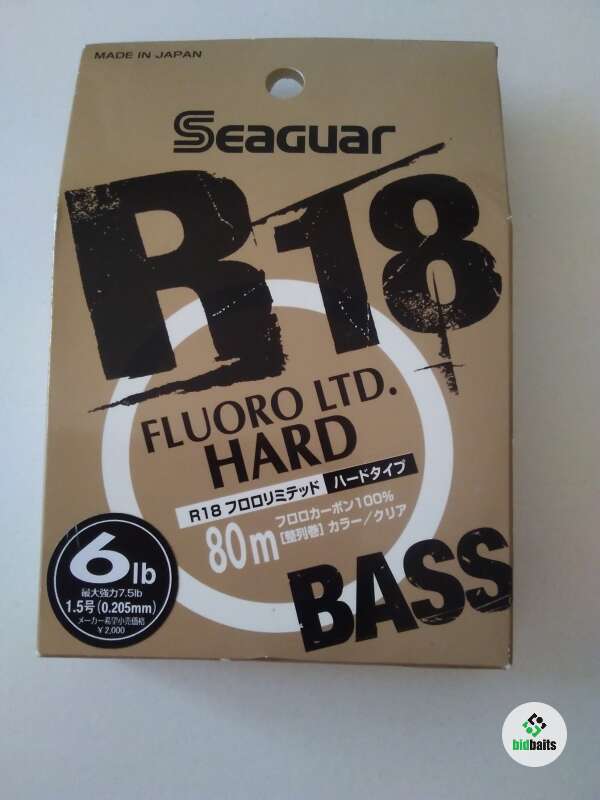 MADE IN JAPAN
SEAGUAR
R18
FLUORO LTD.
HARD
R18 フロロリミテッド ハードタイプ
80m
フロロカーボン100%
[整列巻] カラー/クリア
BASS
6lb
最大強力7.5lb
1.5号(0.205mm)
メーカー希望小売価格
¥2,000
bidbaits